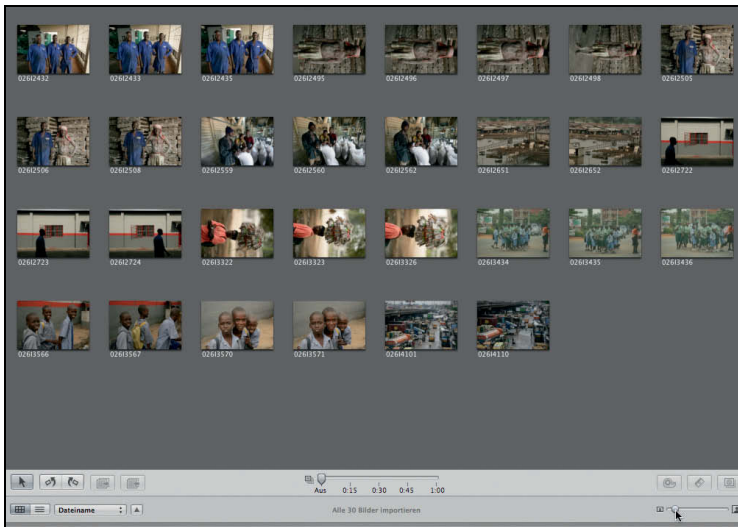 026I2432 026I2433 026I2435 026I2495 026I2496 026I2497 026I2498 026I2505
026I2506 026I2508 026I2559 026I2560 026I2562 026I2651 026I2652 026I2722
026I2723 026I2724 026I3322 026I3323 026I3326 026I3434 026I3435 026I3436
026I3566 026I3567 026I3570 026I3571 026I4101 026I4110
Aus 0:15 0:30 0:45 1:00
Dateiname Alle 30 Bilder importieren